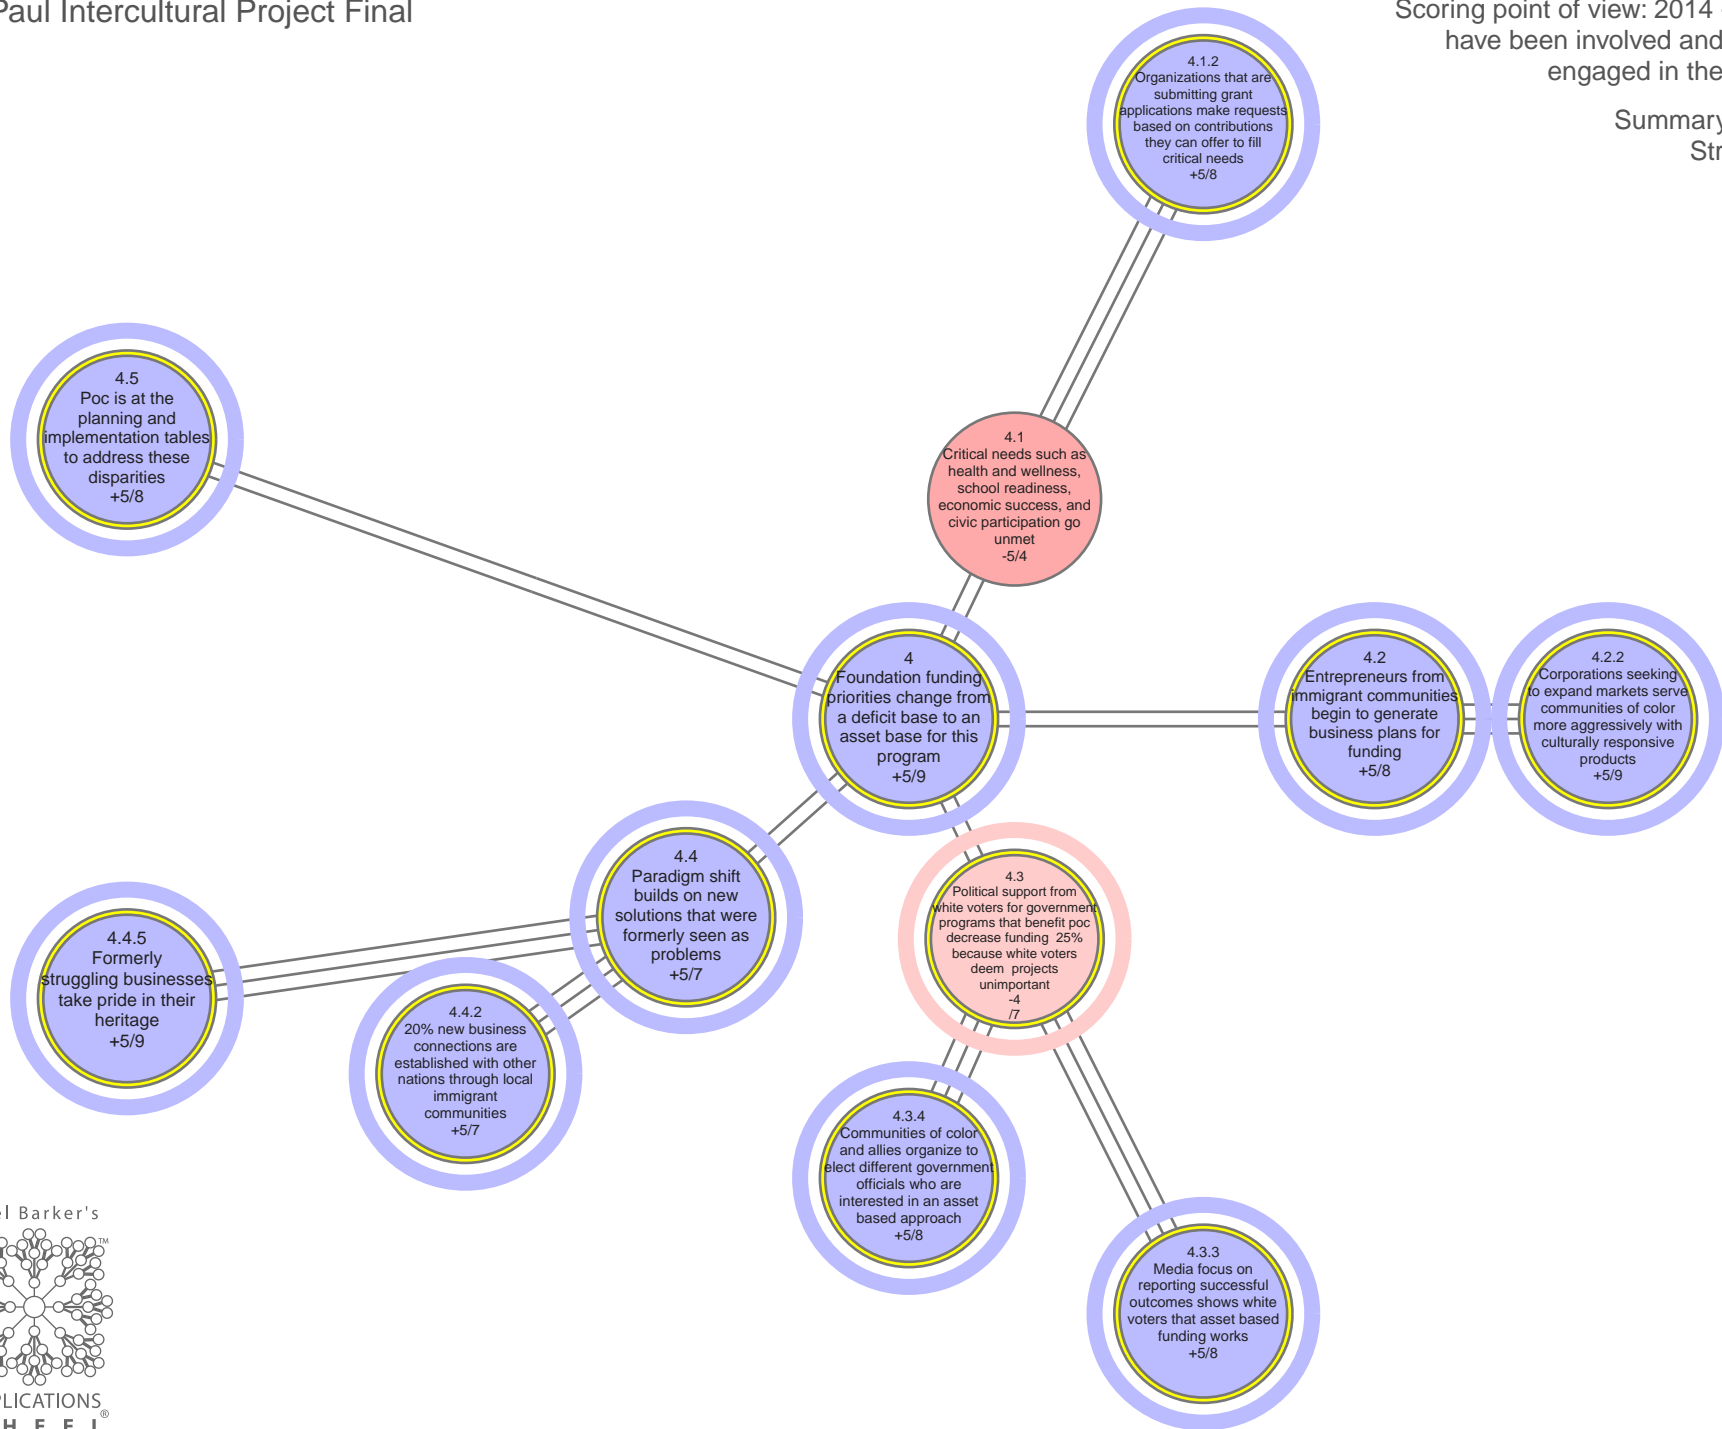 Paul Intercultural Project Final
Scoring point of view: 2014
have been involved and
engaged in the
Summary
4.1.2
Organizations that are
submitting grant
applications make requests
based on contributions
they can offer to fill
critical needs
+5/8
4.5
Poc is at the
planning and
implementation tables
to address these
disparities
+5/8
4.1
Critical needs such as
health and wellness,
school readiness,
economic success, and
civic participation go
unmet
-5/4
4
Foundation funding
priorities change from
a deficit base to an
asset base for this
program
+5/9
4.2
Entrepreneurs from
immigrant communities
begin to generate
business plans for
funding
+5/8
4.2.2
Corporations seeking
to expand markets serve
communities of color
more aggressively with
culturally responsive
products
+5/9
4.4
Paradigm shift
builds on new
solutions that were
formerly seen as
problems
+5/7
4.3
Political support from
white voters for government
programs that benefit poc
decrease funding 25%
because white voters
deem projects
unimportant
-4
/7
4.4.5
Formerly
struggling businesses
take pride in their
heritage
+5/9
4.4.2
20% new business
connections are
established with other
nations through local
immigrant
communities
+5/7
4.3.4
Communities of color
and allies organize to
elect different government
officials who are
interested in an asset
based approach
+5/8
4.3.3
Media focus on
reporting successful
outcomes shows white
voters that asset based
funding works
+5/8
Barker's
TM